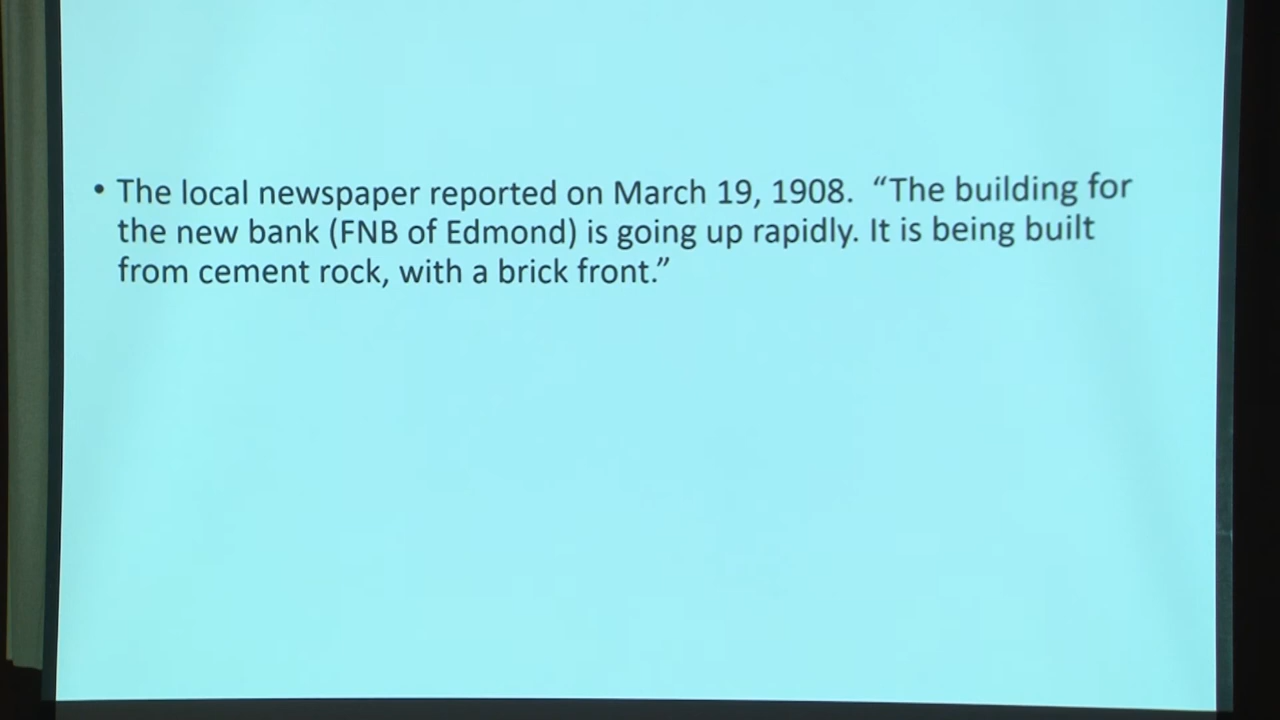 • The local newspaper reported on March 19, 1908.  “The building for
the new bank (FNB of Edmond) is going up rapidly. It is being built
from cement rock, with a brick front.”